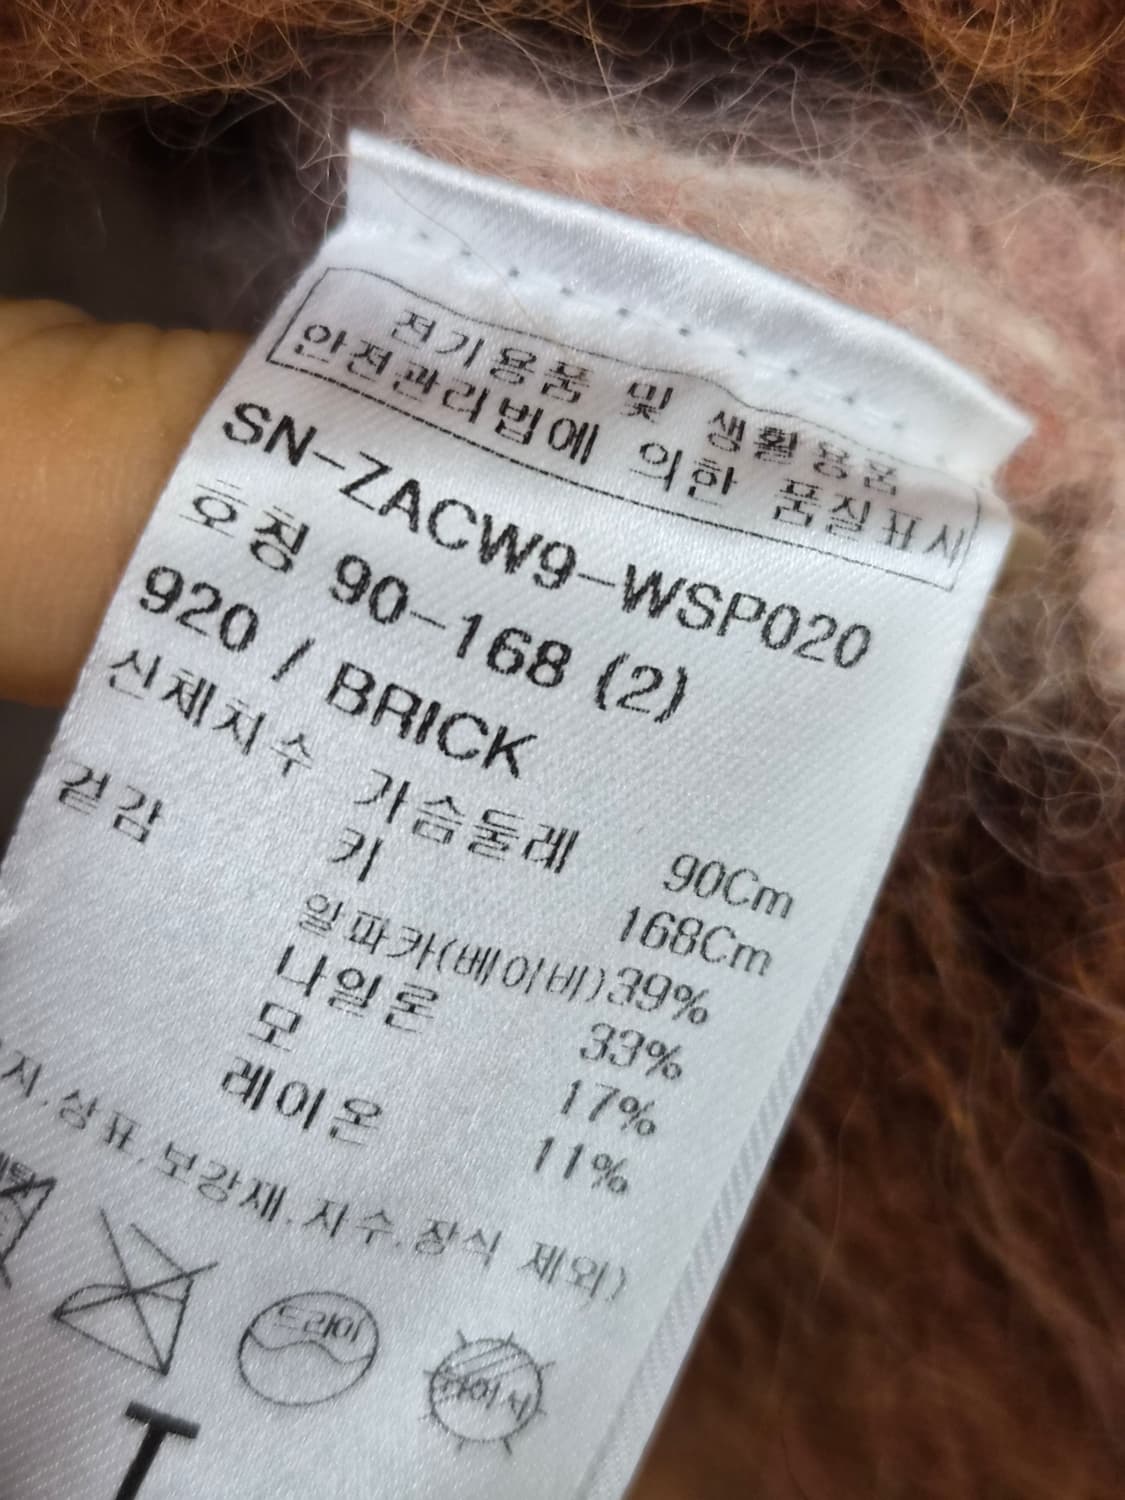 전기용품 및 생활용품
안전관리법에 의한 품질표시
SN-ZACW9-WSP020
호칭 90-168 (2)
920 / BRICK
신체치수 가슴둘레 90Cm
키 168Cm
겉감 알파카(베이비)39%
나일론 33%
모 17%
레이온 11%
지.상표.보강재.자수.장식 제외)
드라이